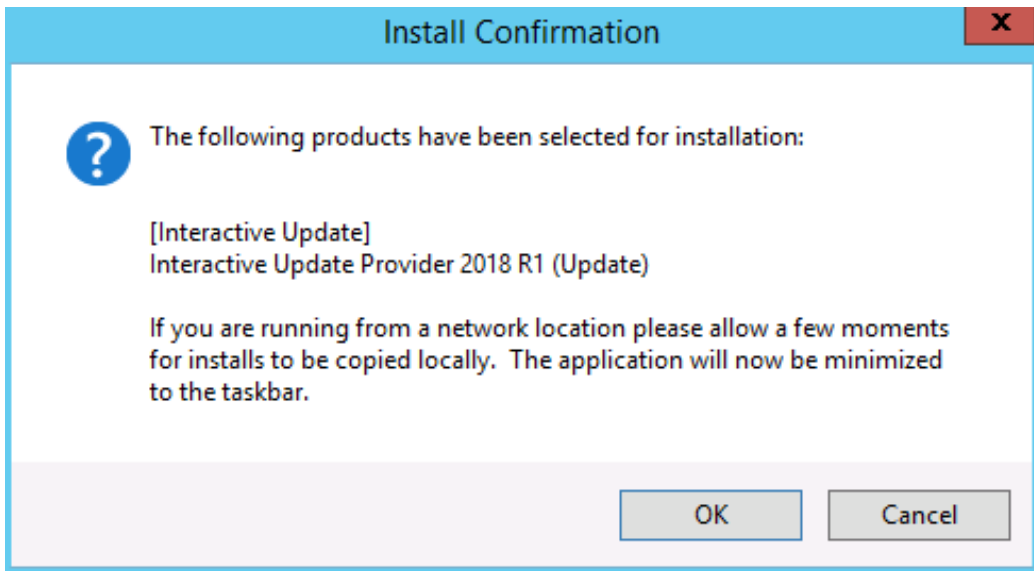 Install Confirmation
x
?
The following products have been selected for installation:
[Interactive Update]
Interactive Update Provider 2018 R1 (Update)
If you are running from a network location please allow a few moments
for installs to be copied locally.  The application will now be minimized
to the taskbar.
OK
Cancel